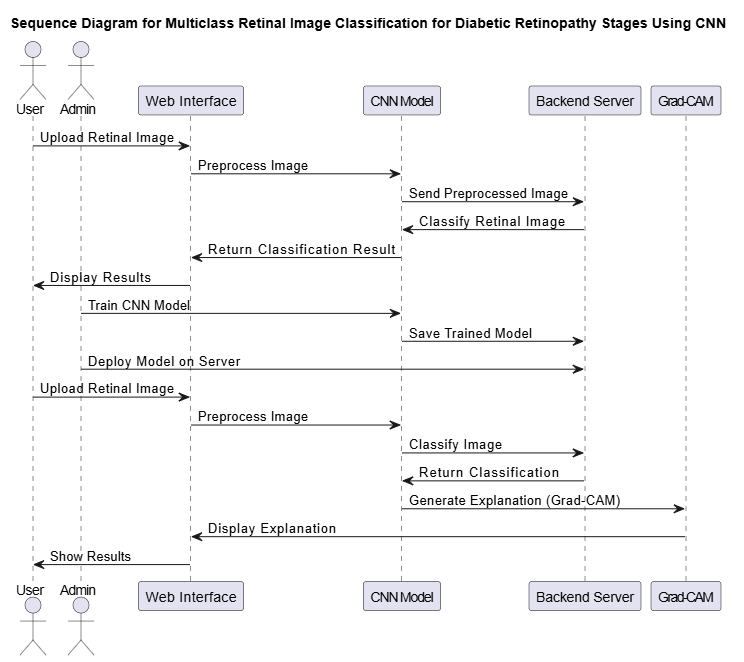 Sequence Diagram for Multiclass Retinal Image Classification for Diabetic Retinopathy Stages Using CNN
User Admin Web Interface CNN Model Backend Server Grad-CAM
Upload Retinal Image
Preprocess Image
Send Preprocessed Image
Classify Retinal Image
Return Classification Result
Display Results
Train CNN Model
Save Trained Model
Deploy Model on Server
Upload Retinal Image
Preprocess Image
Classify Image
Return Classification
Generate Explanation (Grad-CAM)
Display Explanation
Show Results
User Admin Web Interface CNN Model Backend Server Grad-CAM